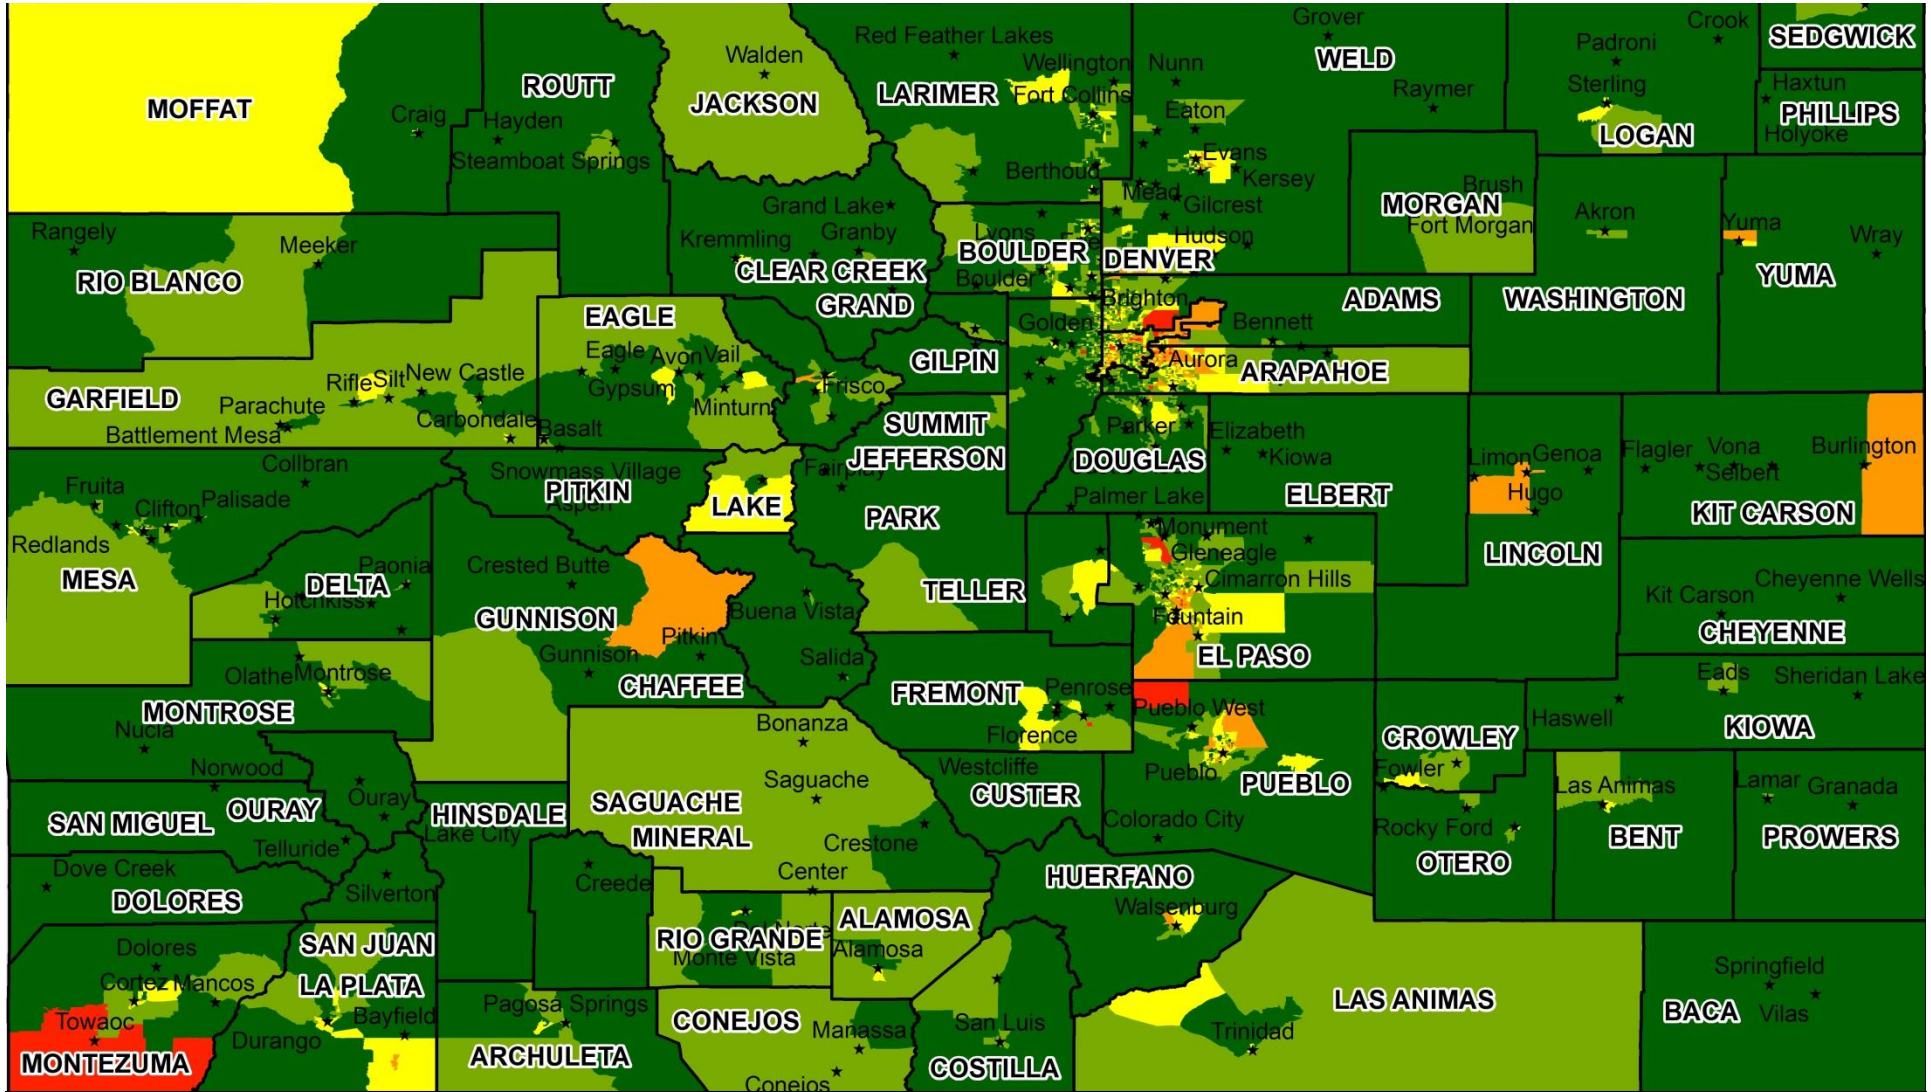 Grover
Crook
Red Feather Lakes
Padroni
SEDGWICK
Walden
WELD
Wellington
Nunn
ROUTT
Sterling
Haxtun
MOFFAT
JACKSON
LARIMER
Fort Collins
Raymer
PHILLIPS
Craig
Hayden
Eaton
LOGAN
Holyoke
Steamboat Springs
Evans
Berthoud
Kersey
Brush
Mead
Grand Lake
Gilcrest
MORGAN
Akron
Rangely
Meeker
Kremmling
Granby
Lyons
Erie
Hudson
Fort Morgan
Yuma
Wray
RIO BLANCO
CLEAR CREEK
BOULDER
DENVER
YUMA
Boulder
GRAND
Brighton
ADAMS
WASHINGTON
EAGLE
Golden
Bennett
Eagle
Avon
Vail
GILPIN
Aurora
ARAPAHOE
Rifle
Silt
New Castle
Gypsum
Frisco
GARFIELD
Parachute
Minturn
Carbondale
SUMMIT
Battlement Mesa
Basalt
Parker
Elizabeth
Flagler
Vona
Burlington
Collbran
Snowmass Village
Fairplay
JEFFERSON
DOUGLAS
Kiowa
Limon
Genoa
Seibert
Fruita
Palisade
PITKIN
Aspen
LAKE
Palmer Lake
ELBERT
Hugo
Clifton
PARK
Monument
KIT CARSON
Redlands
Gleneagle
LINCOLN
MESA
Paonia
Crested Butte
DELTA
Cimarron Hills
Cheyenne Wells
Hotchkiss
TELLER
Kit Carson
GUNNISON
Buena Vista
Fountain
Pitkin
CHEYENNE
Gunnison
Salida
EL PASO
Olathe
Montrose
CHAFFEE
Eads
Sheridan Lake
FREMONT
Penrose
MONTROSE
Pueblo West
Haswell
Nucla
Bonanza
Florence
CROWLEY
KIOWA
Norwood
Westcliffe
Pueblo
Fowler
Saguache
PUEBLO
Las Animas
Lamar
Granada
Ouray
SAGUACHE
CUSTER
SAN MIGUEL
OURAY
HINSDALE
Lake City
MINERAL
Colorado City
Rocky Ford
BENT
PROWERS
Telluride
Crestone
OTERO
Dove Creek
Creede
Center
HUERFANO
DOLORES
Silverton
Walsenburg
SAN JUAN
RIO GRANDE
Del Norte
ALAMOSA
Dolores
Monte Vista
Alamosa
Springfield
Cortez
Mancos
LA PLATA
Pagosa Springs
LAS ANIMAS
BACA
Vilas
Towaoc
Bayfield
CONEJOS
Manassa
San Luis
Trinidad
MONTEZUMA
Durango
ARCHULETA
COSTILLA
Conejos